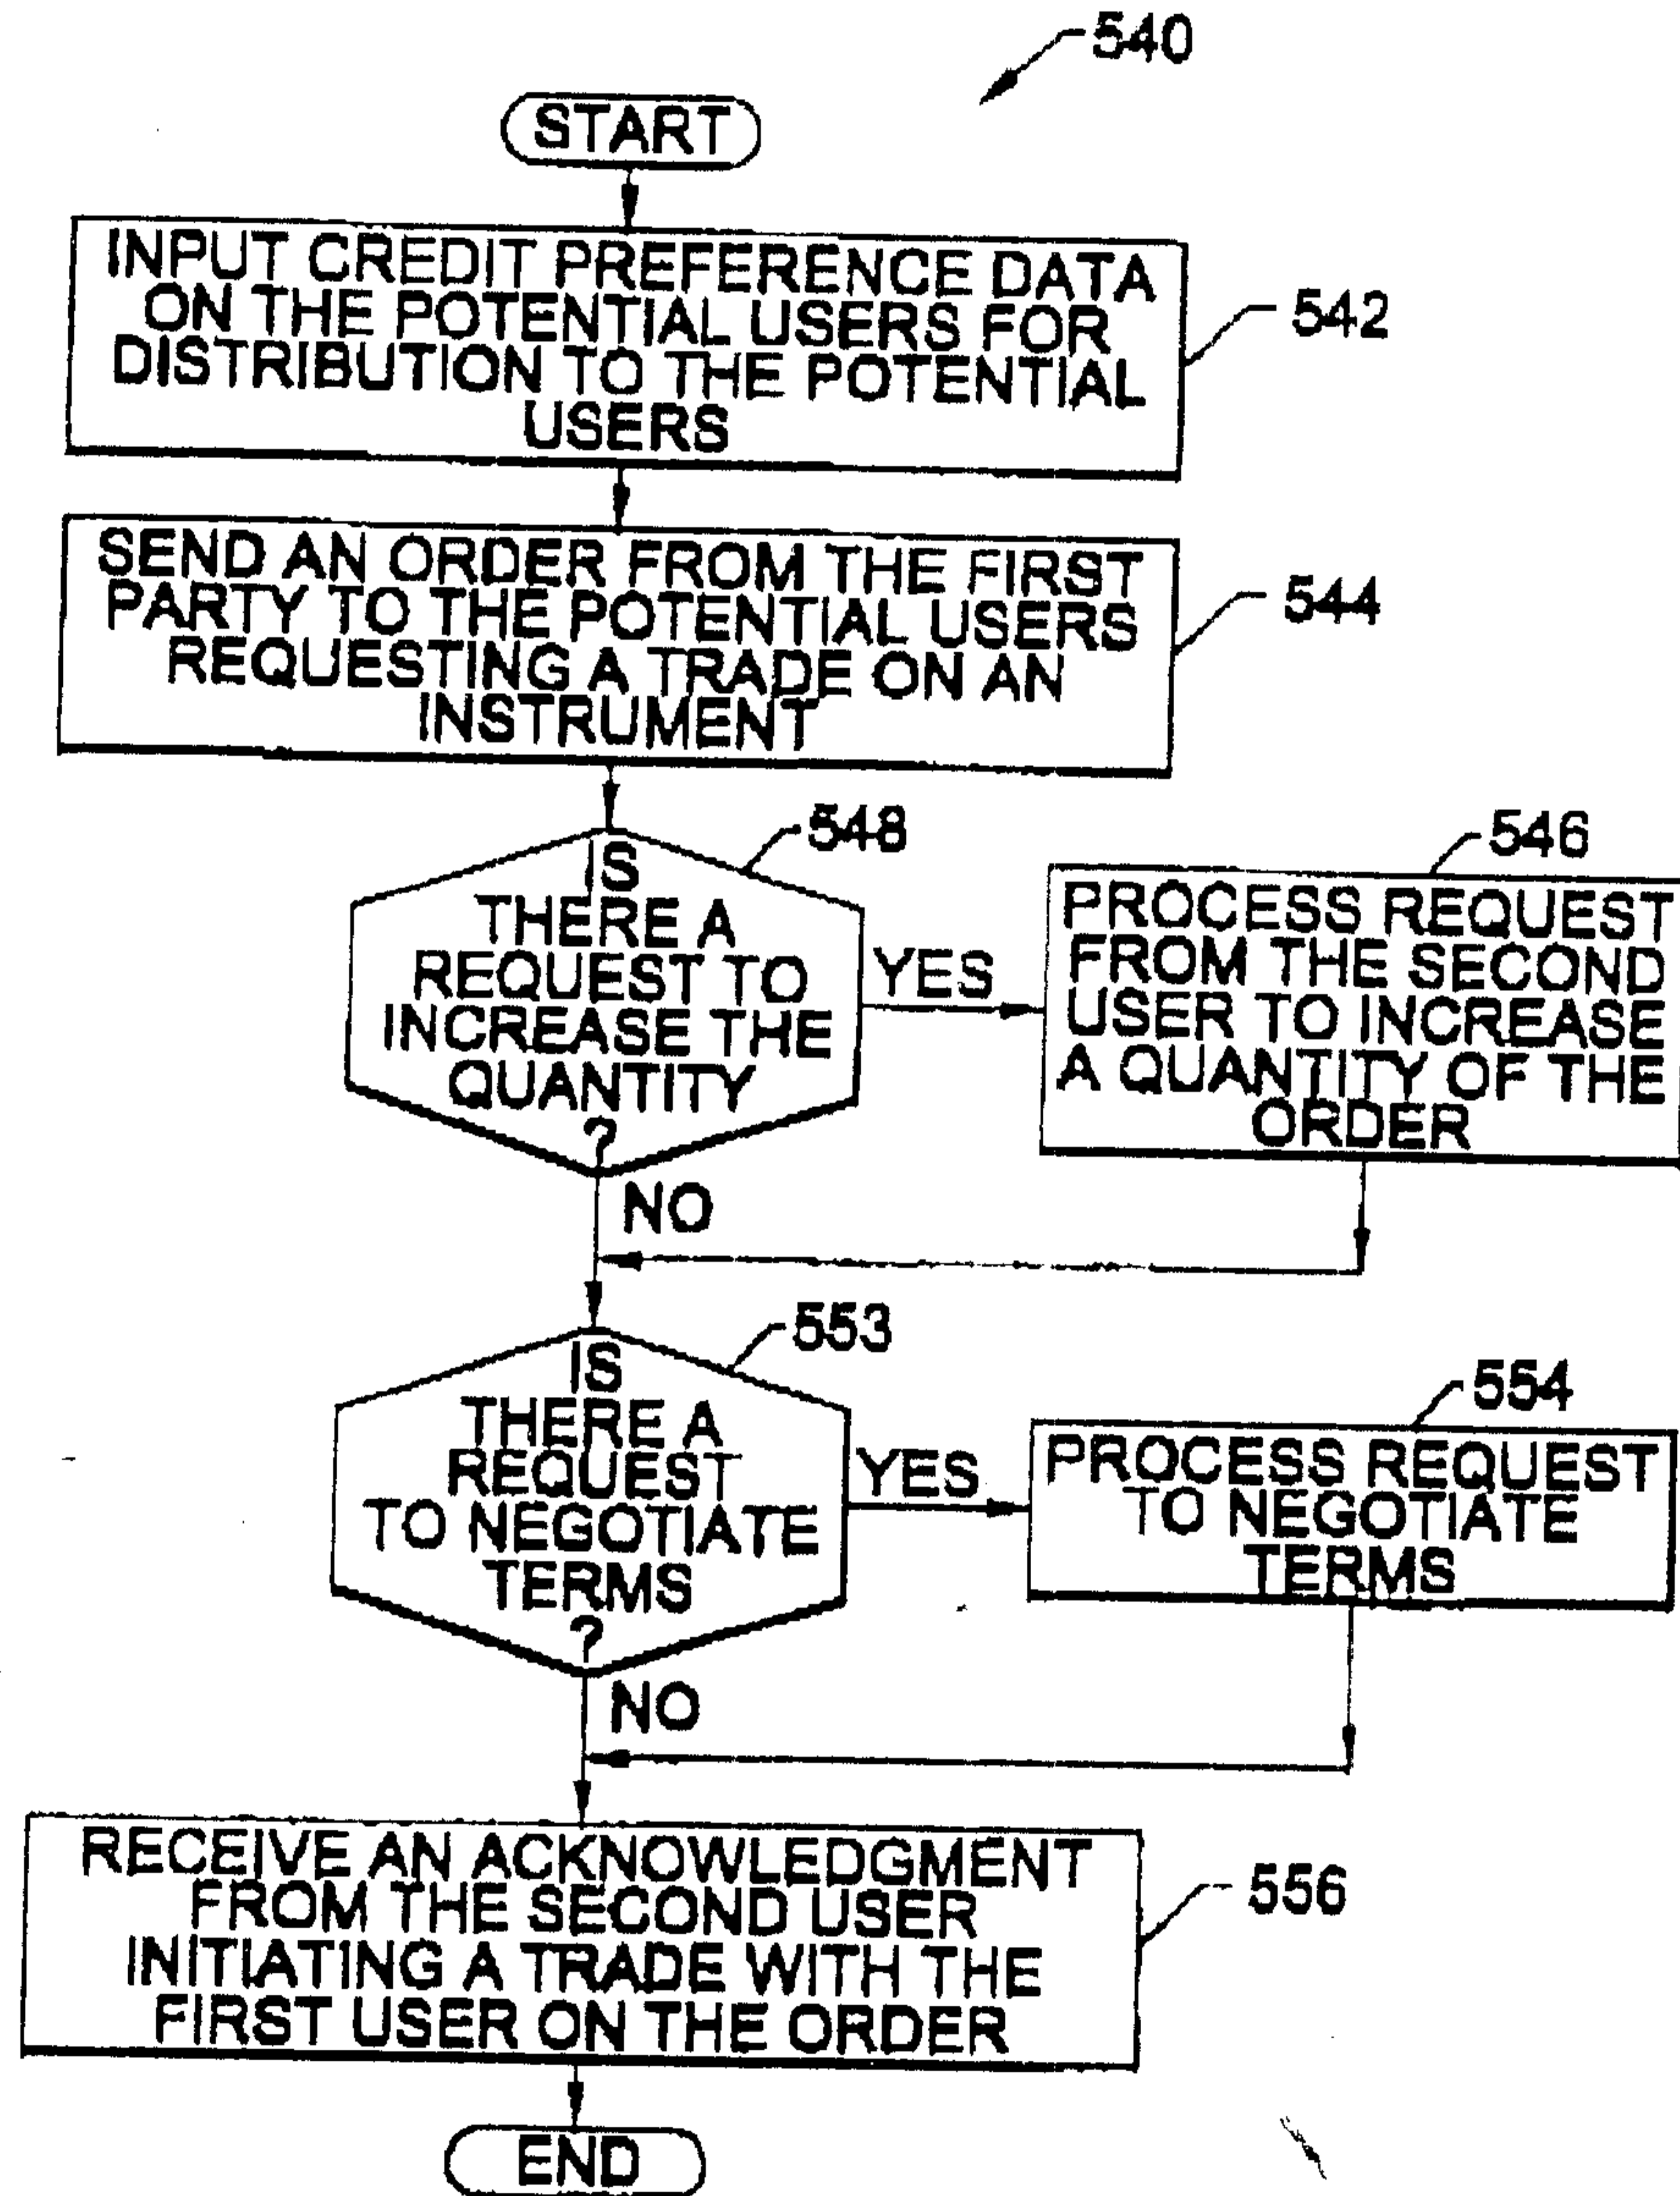 540
START
INPUT CREDIT PREFERENCE DATA
ON THE POTENTIAL USERS FOR
DISTRIBUTION TO THE POTENTIAL
USERS
542
SEND AN ORDER FROM THE FIRST
PARTY TO THE POTENTIAL USERS
REQUESTING A TRADE ON AN
INSTRUMENT
544
548
IS
THERE A
REQUEST TO
INCREASE THE
QUANTITY
?
YES
NO
546
PROCESS REQUEST
FROM THE SECOND
USER TO INCREASE
A QUANTITY OF THE
ORDER
553
IS
THERE A
REQUEST
TO NEGOTIATE
TERMS
?
YES
NO
554
PROCESS REQUEST
TO NEGOTIATE
TERMS
RECEIVE AN ACKNOWLEDGMENT
FROM THE SECOND USER
INITIATING A TRADE WITH THE
FIRST USER ON THE ORDER
556
END